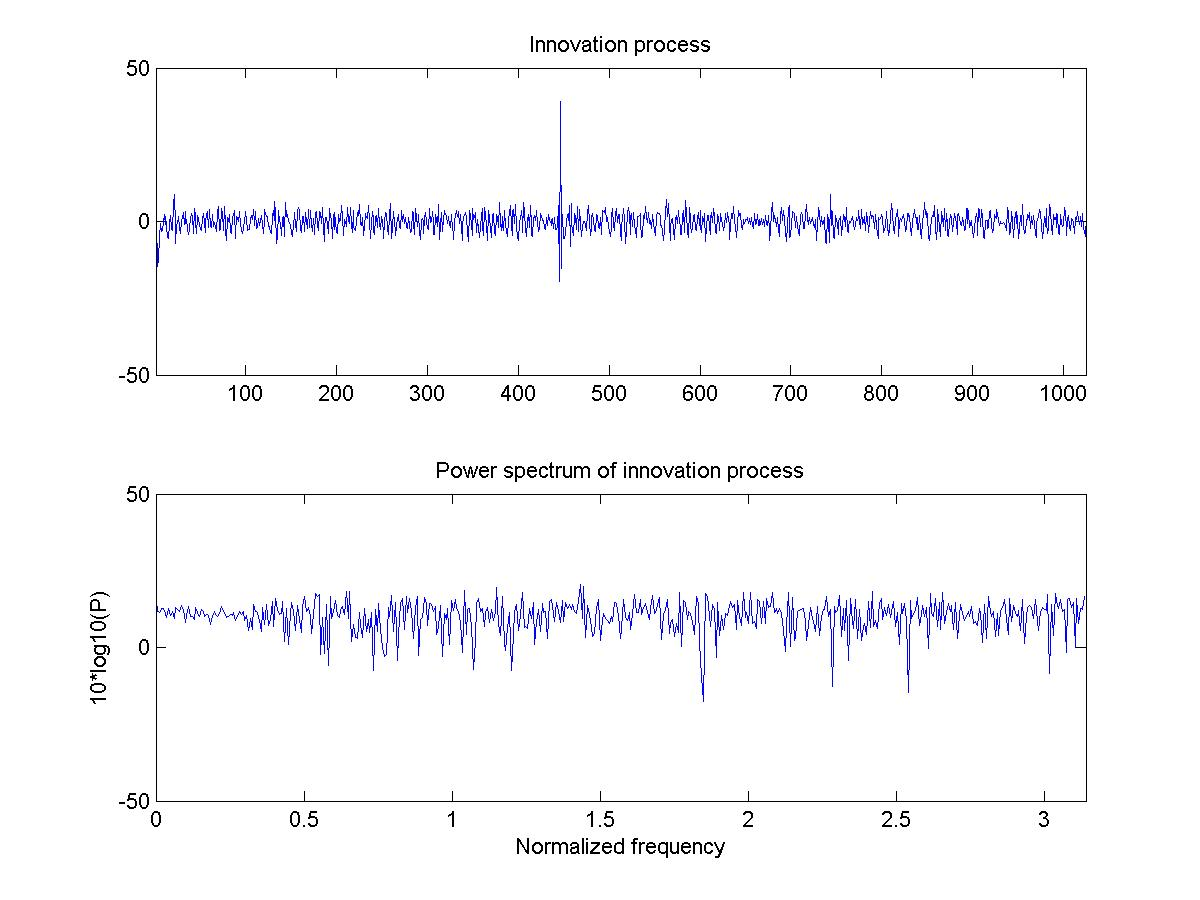 Innovation process
50
0
-50
100 200 300 400 500 600 700 800 900 1000
Power spectrum of innovation process
50
0
-50
10*log10(P)
0 0.5 1 1.5 2 2.5 3
Normalized frequency